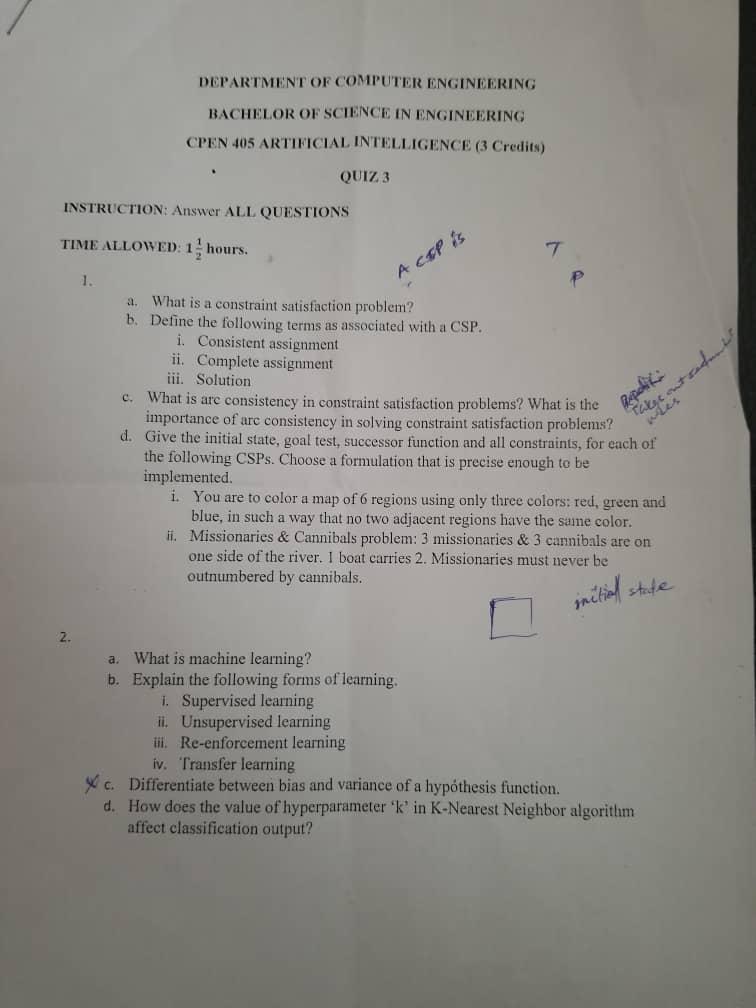 DEPARTMENT OF COMPUTER ENGINEERING
BACHELOR OF SCIENCE IN ENGINEERING
CPEN 405 ARTIFICIAL INTELLIGENCE (3 Credits)
QUIZ 3
INSTRUCTION: Answer ALL QUESTIONS
TIME ALLOWED: 1 1/2 hours.
A CSP is
T
P
1.
a. What is a constraint satisfaction problem?
b. Define the following terms as associated with a CSP.
i. Consistent assignment
ii. Complete assignment
iii. Solution
c. What is arc consistency in constraint satisfaction problems? What is the
importance of arc consistency in solving constraint satisfaction problems?
Takes out
d. Give the initial state, goal test, successor function and all constraints, for each of
the following CSPs. Choose a formulation that is precise enough to be
implemented.
i. You are to color a map of 6 regions using only three colors: red, green and
blue, in such a way that no two adjacent regions have the same color.
ii. Missionaries & Cannibals problem: 3 missionaries & 3 cannibals are on
one side of the river. 1 boat carries 2. Missionaries must never be
outnumbered by cannibals.
initial state
2.
a. What is machine learning?
b. Explain the following forms of learning.
i. Supervised learning
ii. Unsupervised learning
iii. Re-enforcement learning
iv. Transfer learning
c. Differentiate between bias and variance of a hypóthesis function.
d. How does the value of hyperparameter ‘k’ in K-Nearest Neighbor algorithm
affect classification output?